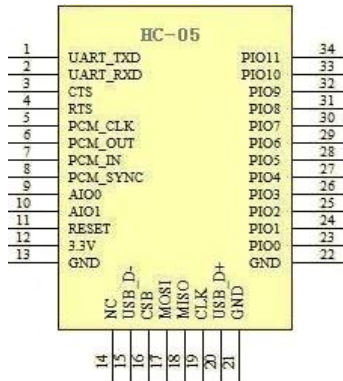 HC-05
1 UART_TXD
2 UART_RXD
3 CTS
4 RTS
5 PCM_CLK
6 PCM_OUT
7 PCM_IN
8 PCM_SYNC
9 AIO0
10 AIO1
11 RESET
12 3.3V
13 GND
14 NC
15 USB_D-
16 CSB
17 MOSI
18 MISO
19 CLK
20 USB_D+
21 GND
PIO11 34
PIO10 33
PIO9 32
PIO8 31
PIO7 30
PIO6 29
PIO5 28
PIO4 27
PIO3 26
PIO2 25
PIO1 24
PIO0 23
GND 22